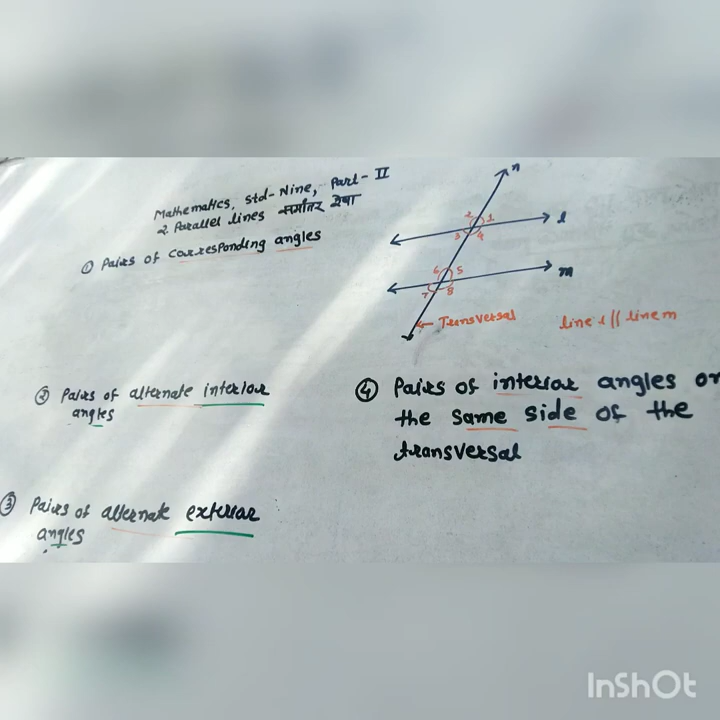 Mathematics, Std-Nine, Part-II
2. Parallel lines समांतर रेषा
① Pairs of corresponding angles
n
2 1
l
3 4
6 5
m
7 8
← Transversal
line l // line m
② Pairs of alternate interior
angles
④ Pairs of interior angles on
the same side of the
transversal
③ Pairs of alternate exterior
angles
InShOt